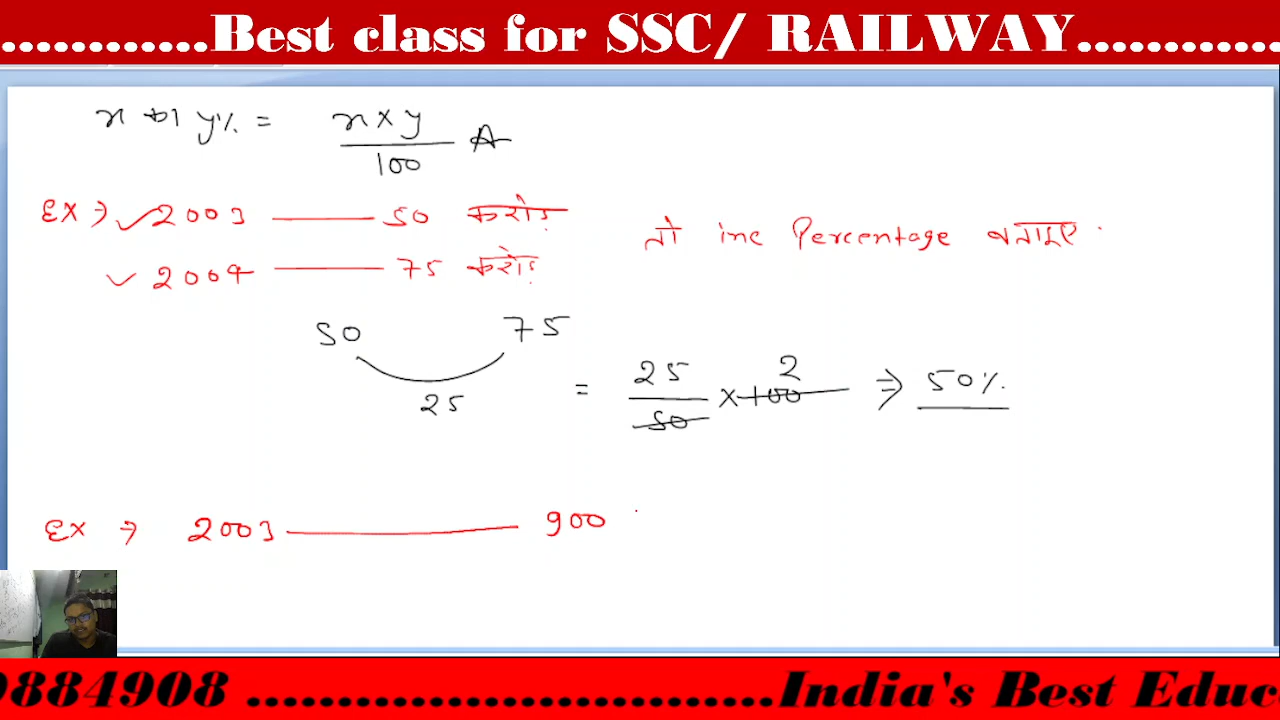 ............Best class for SSC/ RAILWAY............
x का y% = x × y / 100 A
Ex ⇒ ✓2003 —— 50 करोड़
तो inc Percentage बताइए.
✓ 2004 —— 75 करोड़
50 75
25
= 25/50 × 100 2 ⇒ 50%
Ex ⇒ 2003 —— 900
9884908 ........................India's Best Educ